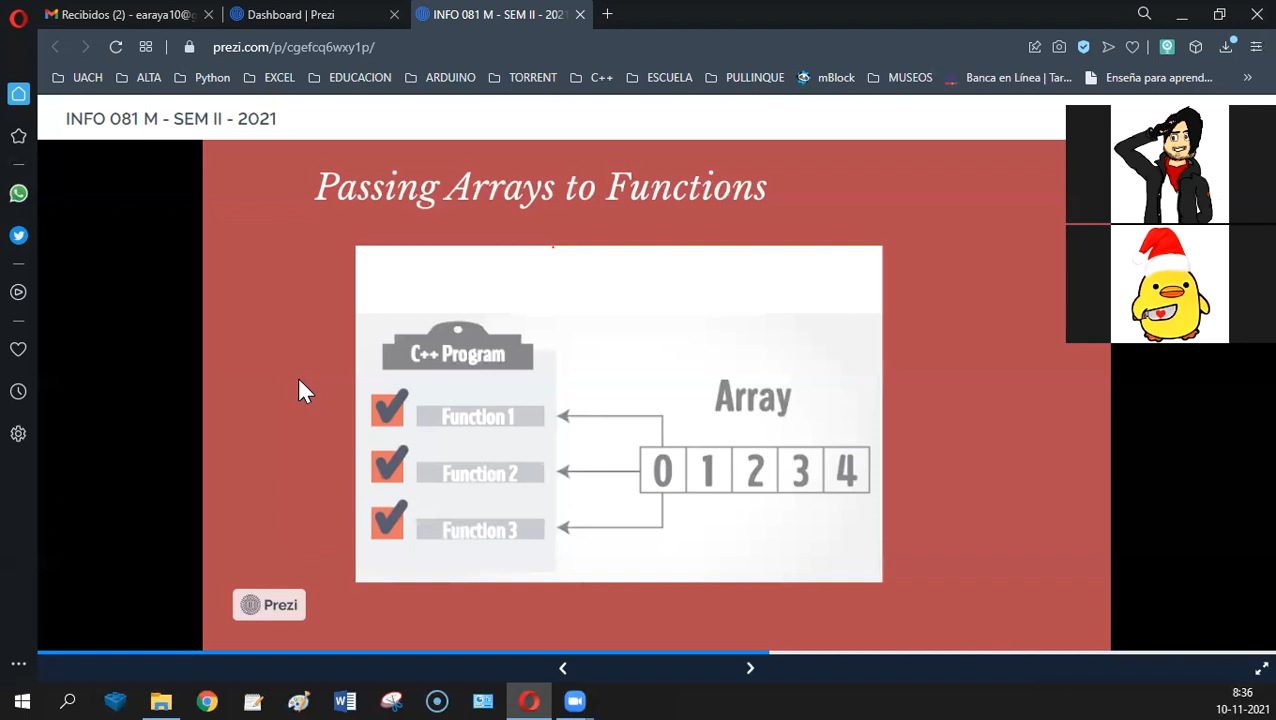 Recibidos (2) - earaya10@g
Dashboard | Prezi
INFO 081 M - SEM II - 2021
prezi.com/p/cgefcq6wxy1p/
UACH
ALTA
Python
EXCEL
EDUCACION
ARDUINO
TORRENT
C++
ESCUELA
PULLINQUE
mBlock
MUSEOS
Banca en Línea | Tar...
Enseña para aprend...
INFO 081 M - SEM II - 2021
Passing Arrays to Functions
C++ Program
Function 1
Function 2
Function 3
Array
0 1 2 3 4
Prezi
8:36
10-11-2021